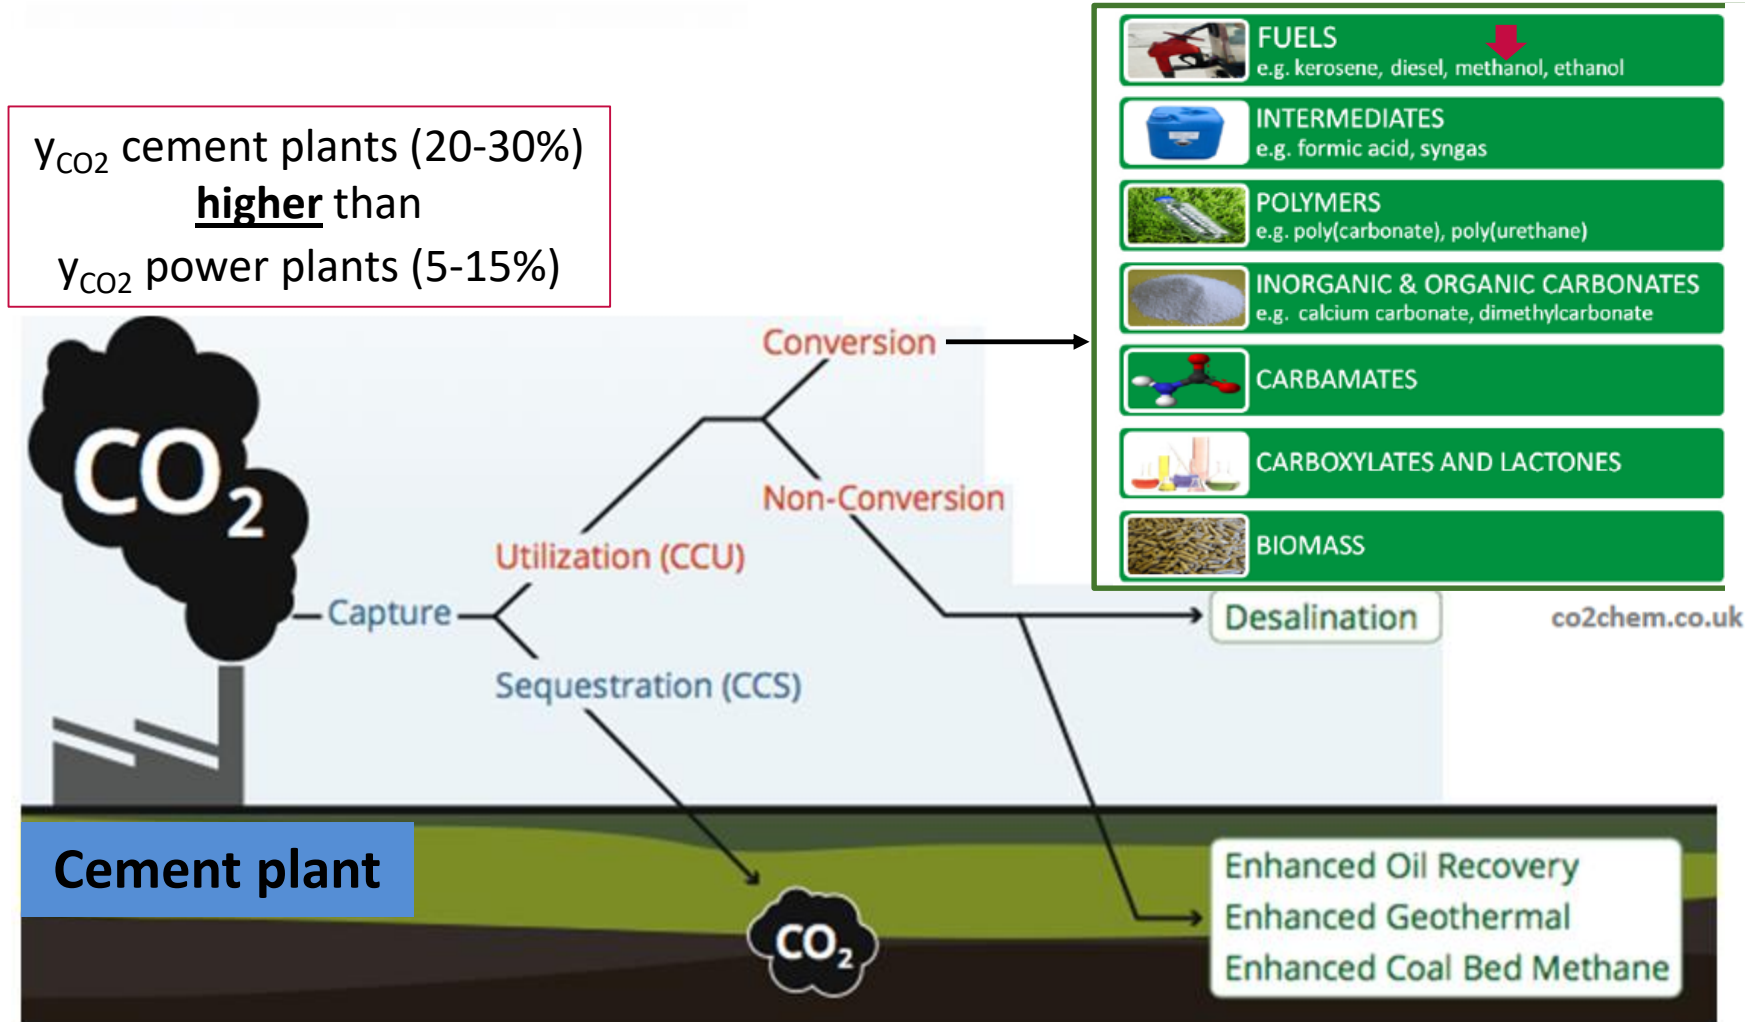 FUELS
e.g. kerosene, diesel, methanol, ethanol
INTERMEDIATES
e.g. formic acid, syngas
POLYMERS
e.g. poly(carbonate), poly(urethane)
INORGANIC & ORGANIC CARBONATES
e.g. calcium carbonate, dimethylcarbonate
CARBAMATES
CARBOXYLATES AND LACTONES
BIOMASS
y_CO2 cement plants (20-30%)
higher than
y_CO2 power plants (5-15%)
Conversion
CO₂
Non-Conversion
Utilization (CCU)
Capture
Sequestration (CCS)
Desalination
co2chem.co.uk
Cement plant
CO₂
Enhanced Oil Recovery
Enhanced Geothermal
Enhanced Coal Bed Methane